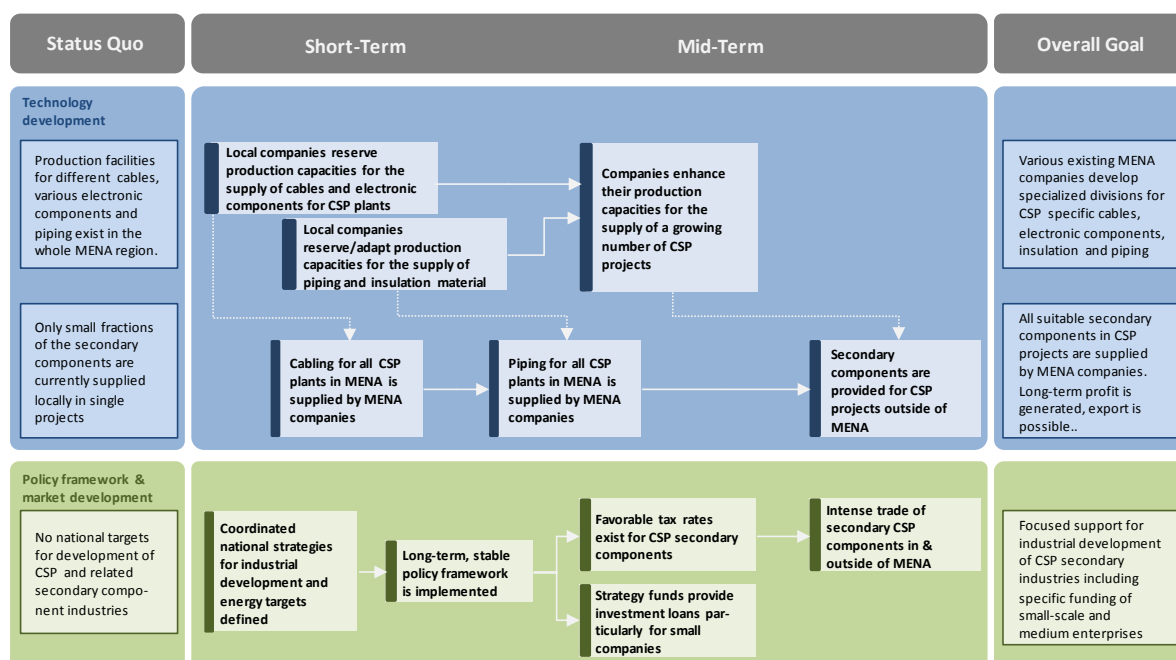 Status Quo
Short-Term
Mid-Term
Overall Goal
Technology
development
Production facilities
for different cables,
various electronic
components and
piping exist in the
whole MENA region.
Local companies reserve
production capacities for the
supply of cables and electronic
components for CSP plants
Local companies
reserve/adapt production
capacities for the supply of
piping and insulation material
Companies enhance
their production
capacities for the
supply of a growing
number of CSP
projects
Various existing MENA
companies develop
specialized divisions for
CSP specific cables,
electronic components,
insulation and piping
Only small fractions
of the secondary
components are
currently supplied
locally in single
projects
Cabling for all CSP
plants in MENA is
supplied by MENA
companies
Piping for all CSP
plants in MENA is
supplied by MENA
companies
Secondary
components are
provided for CSP
projects outside of
MENA
All suitable secondary
components in CSP
projects are supplied
by MENA companies.
Long-term profit is
generated, export is
possible..
Policy framework &
market development
No national targets
for development of
CSP and related
secondary compo-
nent industries
Coordinated
national strategies
for industrial
development and
energy targets
defined
Long-term, stable
policy framework
is implemented
Favorable tax rates
exist for CSP secondary
components
Strategy funds provide
investment loans par-
ticularly for small
companies
Intense trade of
secondary CSP
components in &
outside of MENA
Focused support for
industrial development
of CSP secondary
industries including
specific funding of
small-scale and
medium enterprises